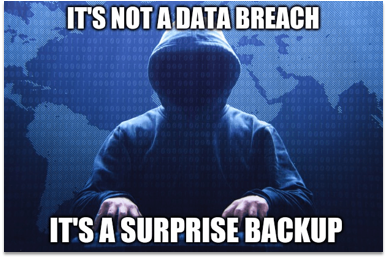 IT'S NOT A DATA BREACH
IT'S A SURPRISE BACKUP